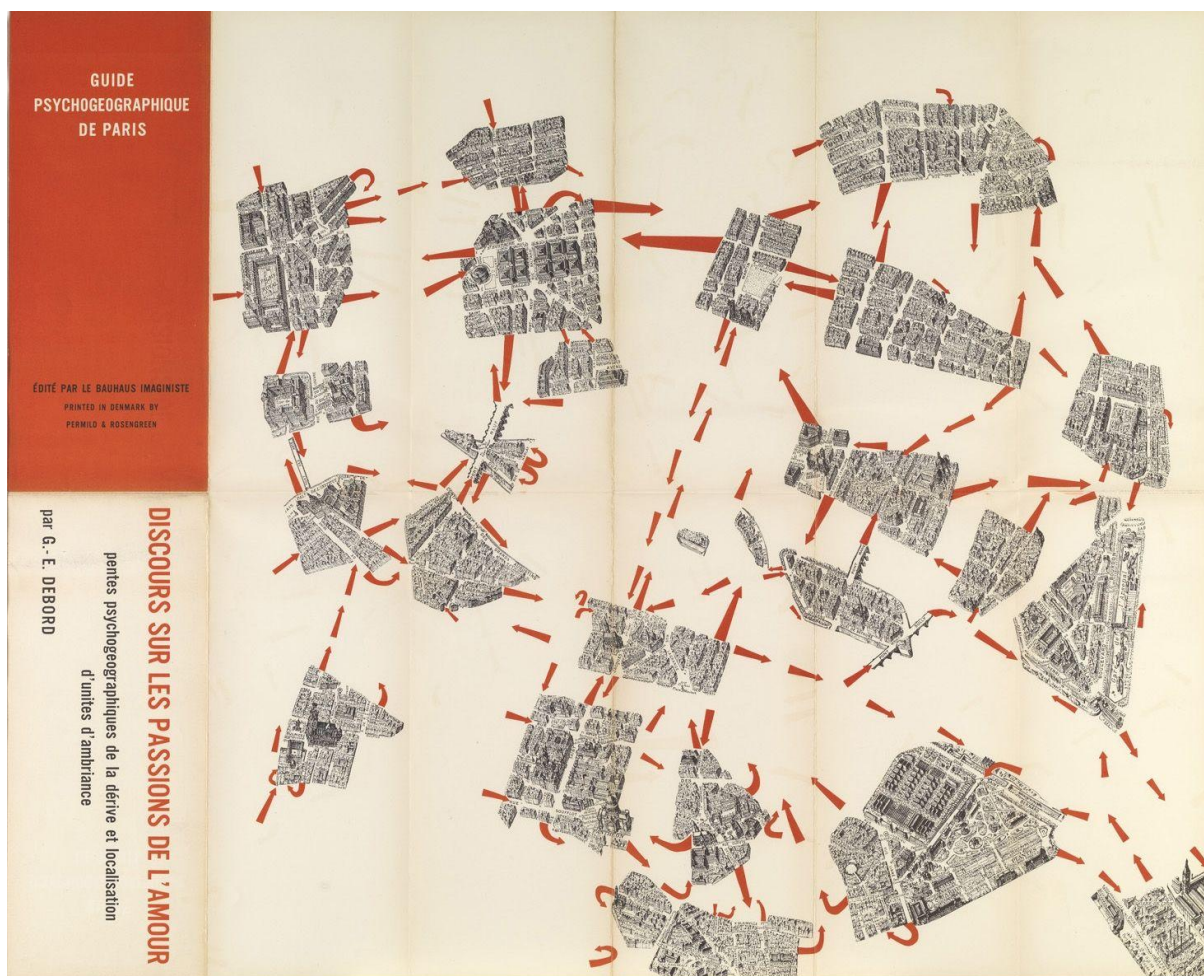 GUIDE
PSYCHOGEOGRAPHIQUE
DE PARIS
ÉDITÉ PAR LE BAUHAUS IMAGINISTE
PRINTED IN DENMARK BY
PERMILD & ROSENGREEN
DISCOURS SUR LES PASSIONS DE L'AMOUR
pentes psychogeographiques de la dérive et localisation
d'unites d'ambriance
par G.-E. DEBORD